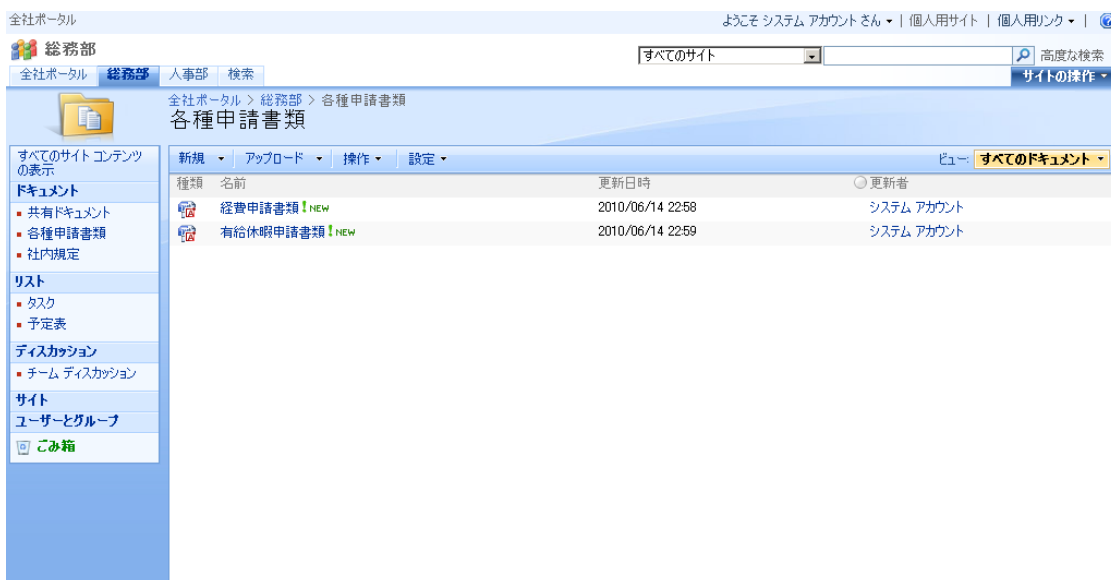 全社ポータル
ようこそ システム アカウント さん ▾ | 個人用サイト | 個人用リンク ▾ |
総務部
すべてのサイト
高度な検索
全社ポータル 総務部 人事部 検索
サイトの操作 ▾
全社ポータル > 総務部 > 各種申請書類
各種申請書類
すべてのサイト コンテンツ
の表示
ドキュメント
共有ドキュメント
各種申請書類
社内規定
リスト
タスク
予定表
ディスカッション
チーム ディスカッション
サイト
ユーザーとグループ
ごみ箱
新規 ▾ アップロード ▾ 操作 ▾ 設定 ▾
ビュー: すべてのドキュメント ▾
種類 名前 更新日時 更新者
経費申請書類 ! NEW 2010/06/14 22:58 システム アカウント
有給休暇申請書類 ! NEW 2010/06/14 22:59 システム アカウント